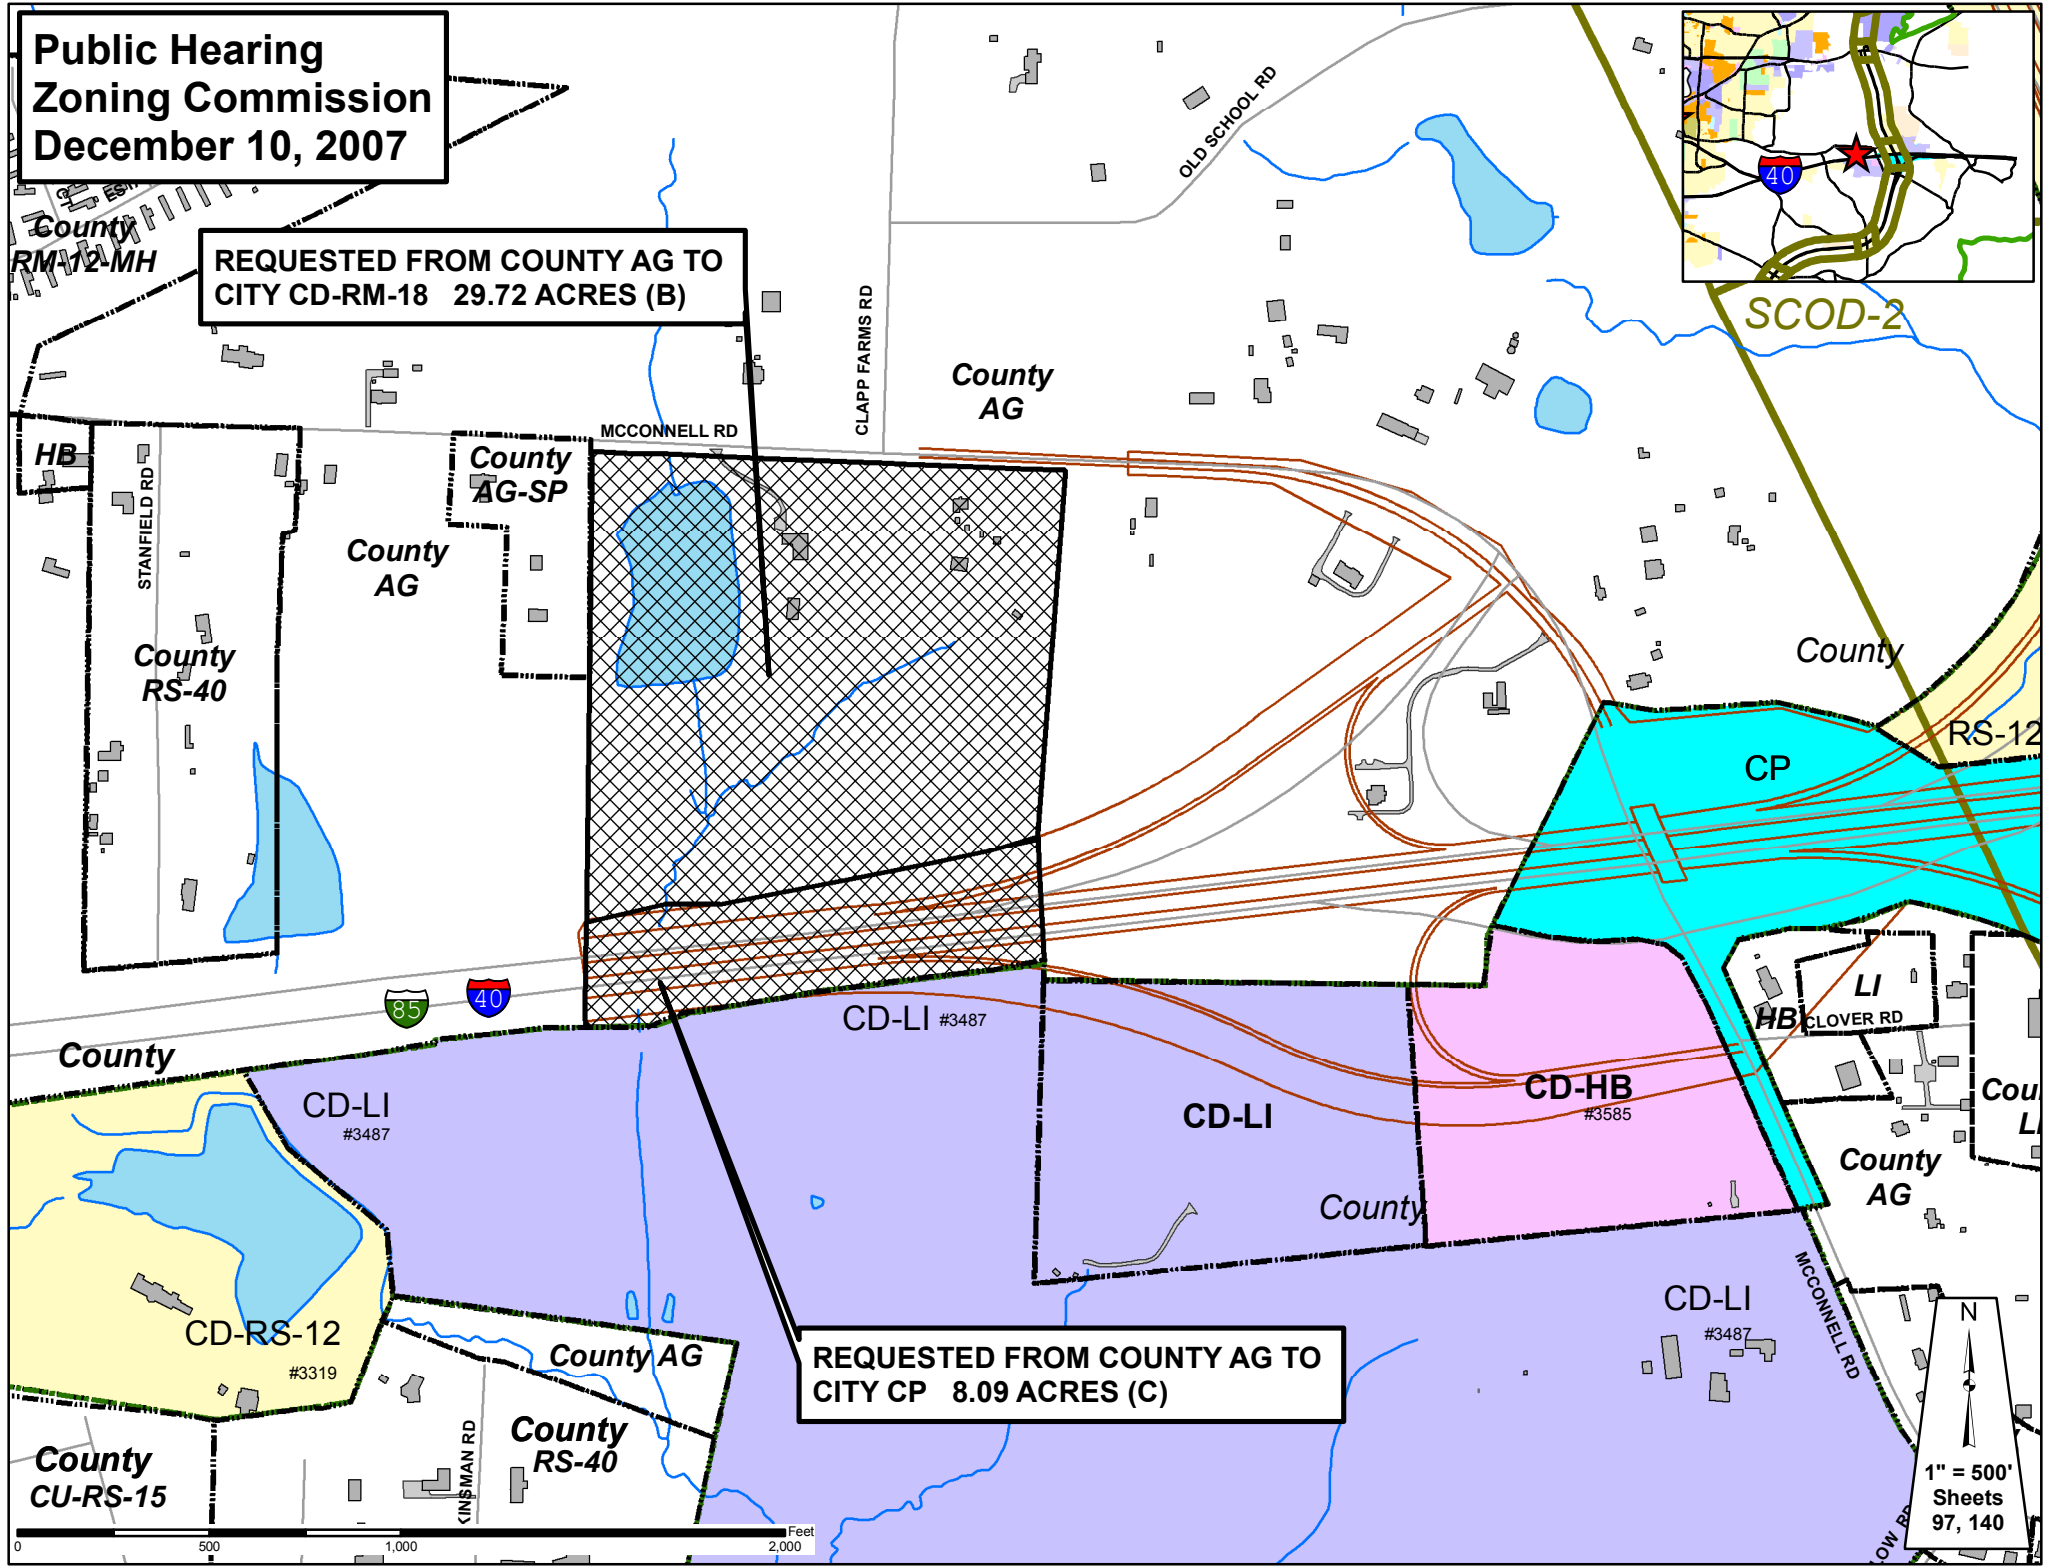 Public Hearing
Zoning Commission
December 10, 2007
County
RM-12-MH
REQUESTED FROM COUNTY AG TO
CITY CD-RM-18 29.72 ACRES (B)
OLD SCHOOL RD
40
SCOD-2
CLAPP FARMS RD
County
AG
MCCONNELL RD
HB
STANFIELD RD
County
AG-SP
County
AG
County
RS-40
County
RS-12
CP
85
40
County
CD-LI #3487
LI
HB
CLOVER RD
CD-LI
#3487
CD-LI
CD-HB
#3585
County
AG
County
CD-RS-12
#3319
County AG
CD-LI
#3487
MCCONNELL RD
REQUESTED FROM COUNTY AG TO
CITY CP 8.09 ACRES (C)
County
CU-RS-15
KINSMAN RD
County
RS-40
N
1" = 500'
Sheets
97, 140
0 500 1,000 2,000 Feet